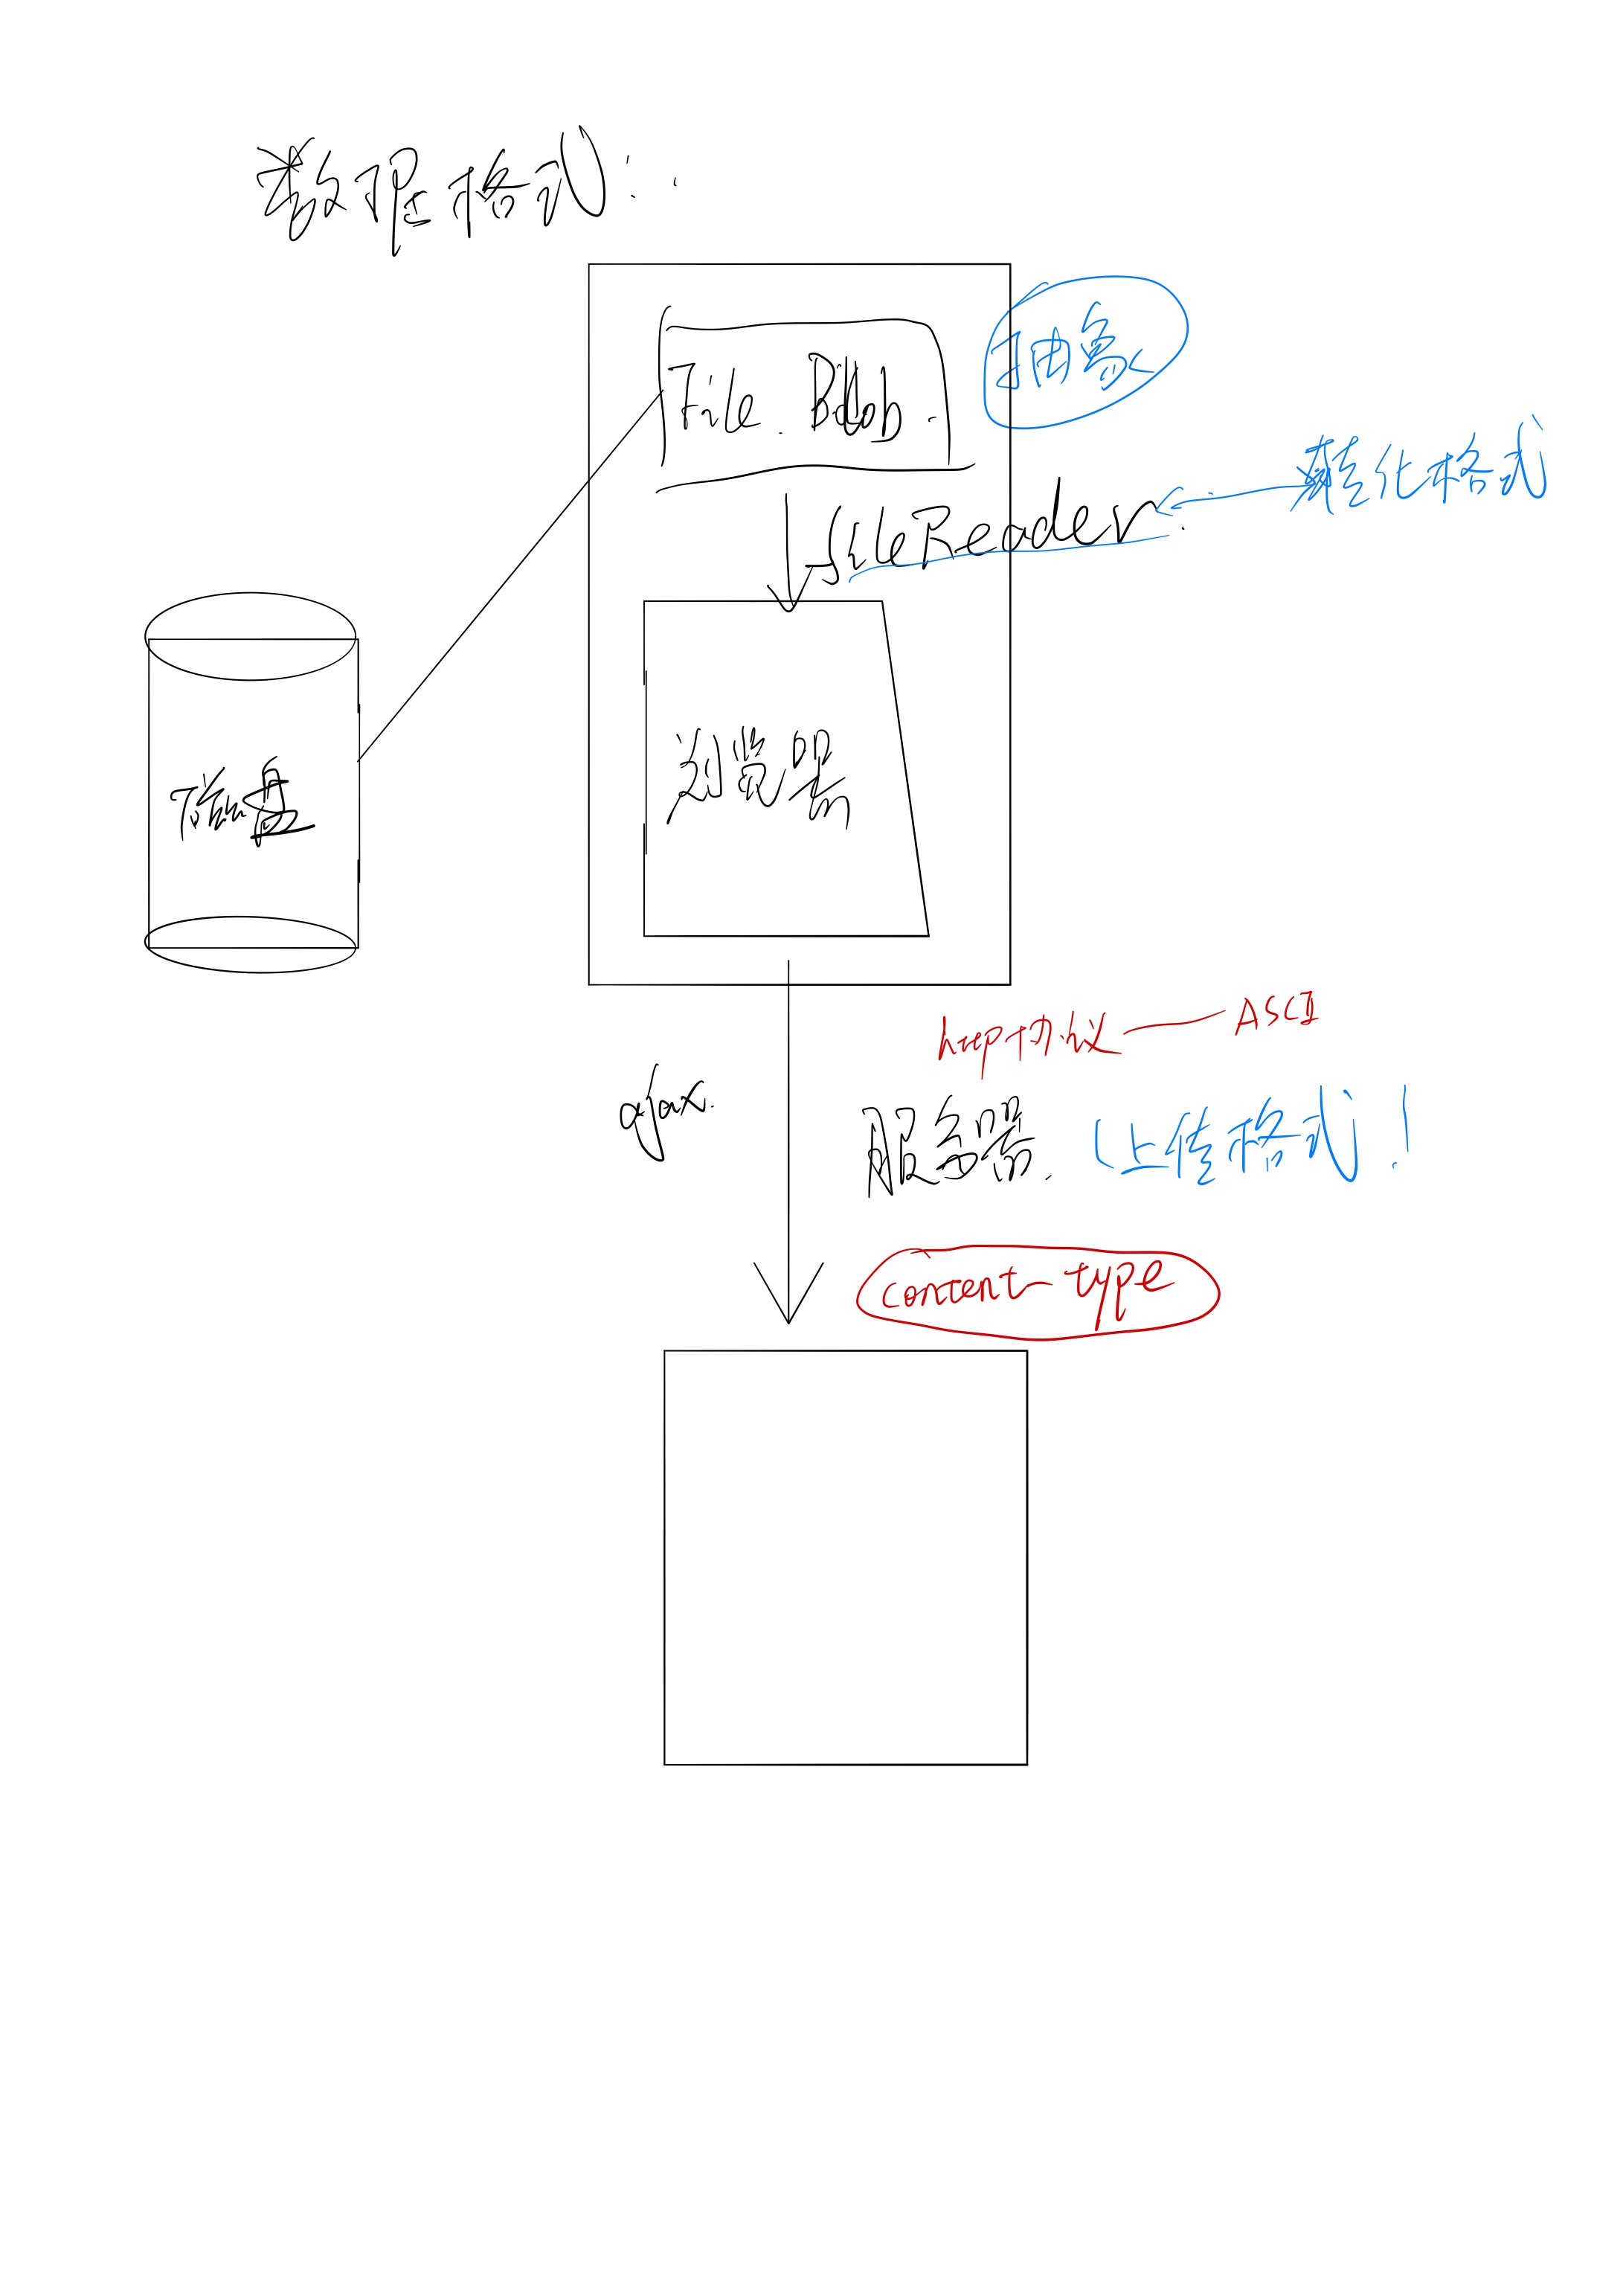 数据格式:
File. Blob.
抽象
FileReader.
转化格式
磁盘
浏览器
http协议
ASCII
ajax.
服务器.
(上传格式!
content-type